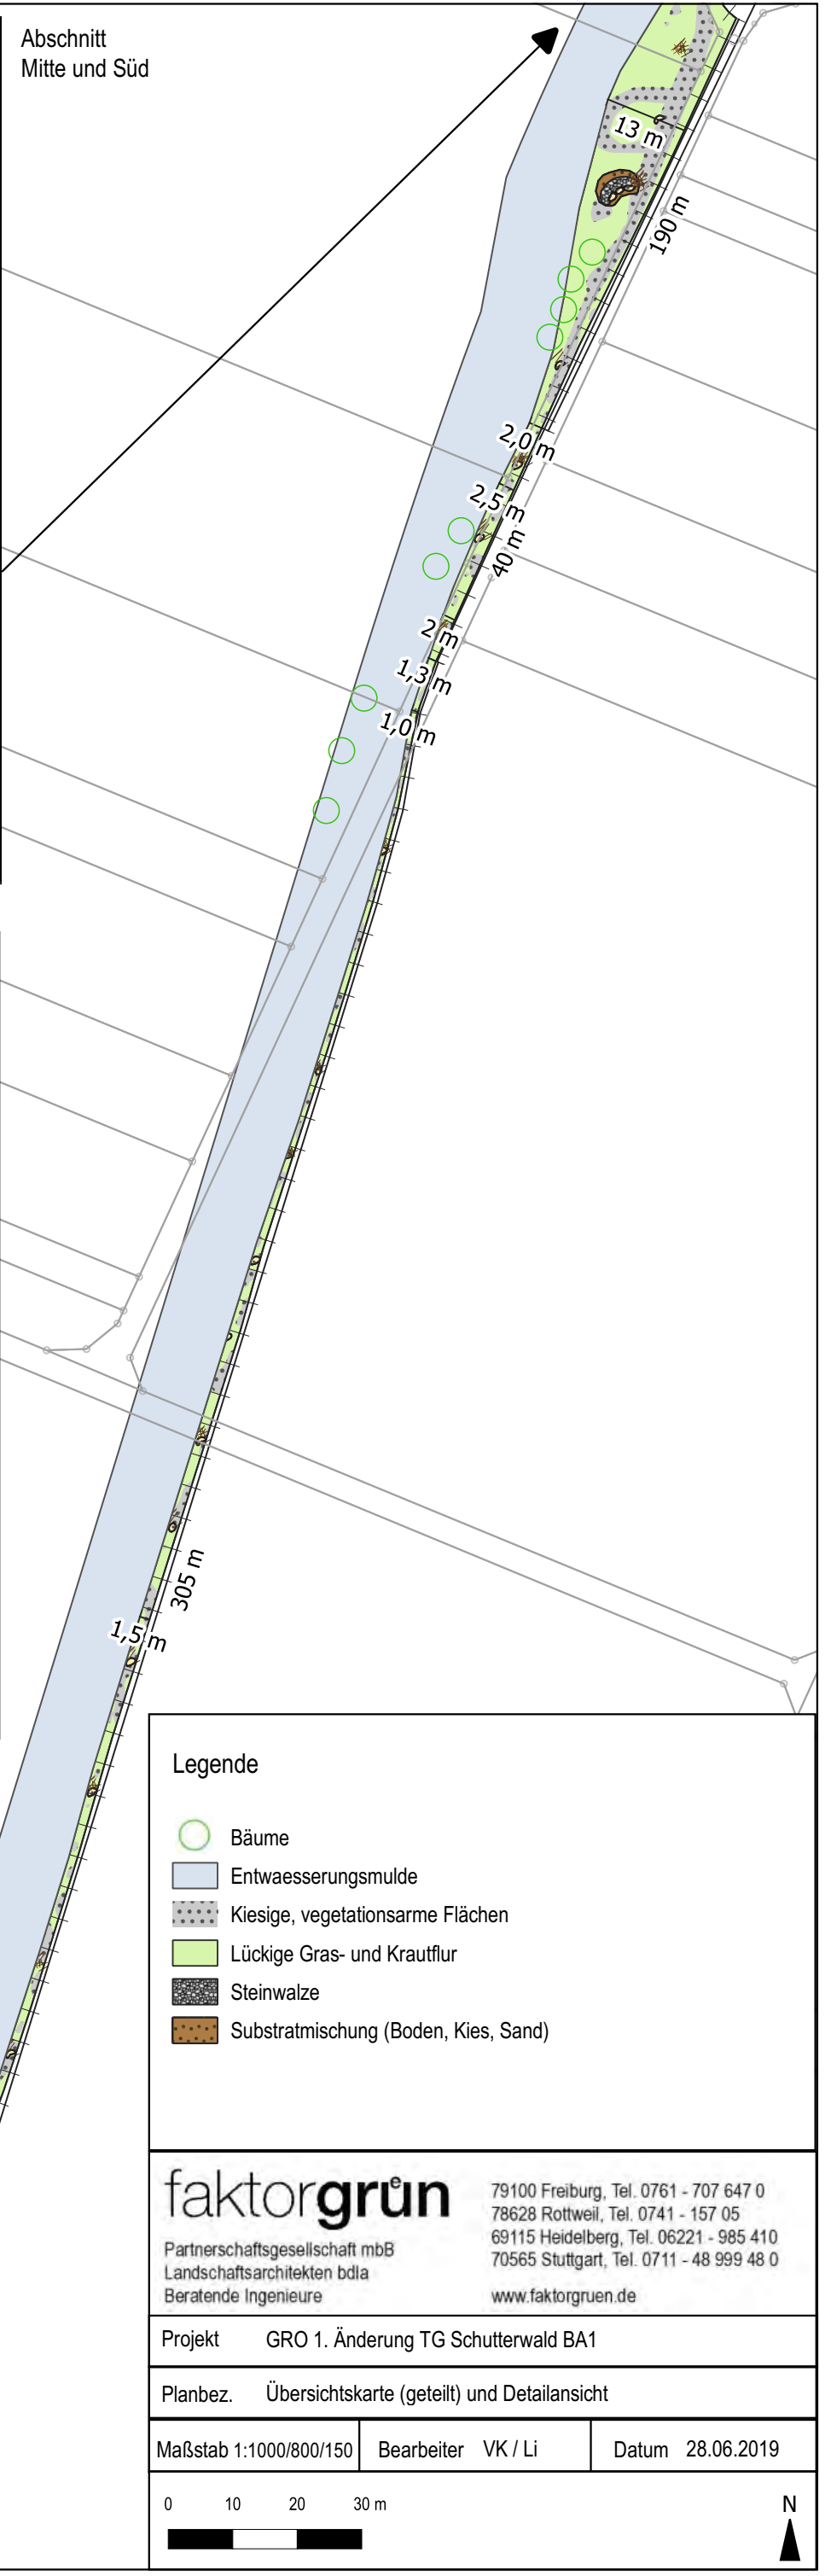 Abschnitt
Mitte und Süd
13 m
190 m
2,0 m
2,5 m
40 m
2 m
1,3 m
1,0 m
305 m
1,5 m
Legende
Bäume
Entwaesserungsmulde
Kiesige, vegetationsarme Flächen
Lückige Gras- und Krautflur
Steinwalze
Substratmischung (Boden, Kies, Sand)
faktorgrün
Partnerschaftsgesellschaft mbB
Landschaftsarchitekten bdla
Beratende Ingenieure
79100 Freiburg, Tel. 0761 - 707 647 0
78628 Rottweil, Tel. 0741 - 157 05
69115 Heidelberg, Tel. 06221 - 985 410
70565 Stuttgart, Tel. 0711 - 48 999 48 0
www.faktorgruen.de
Projekt GRO 1. Änderung TG Schutterwald BA1
Planbez. Übersichtskarte (geteilt) und Detailansicht
Maßstab 1:1000/800/150 Bearbeiter VK / Li Datum 28.06.2019
0 10 20 30 m
N